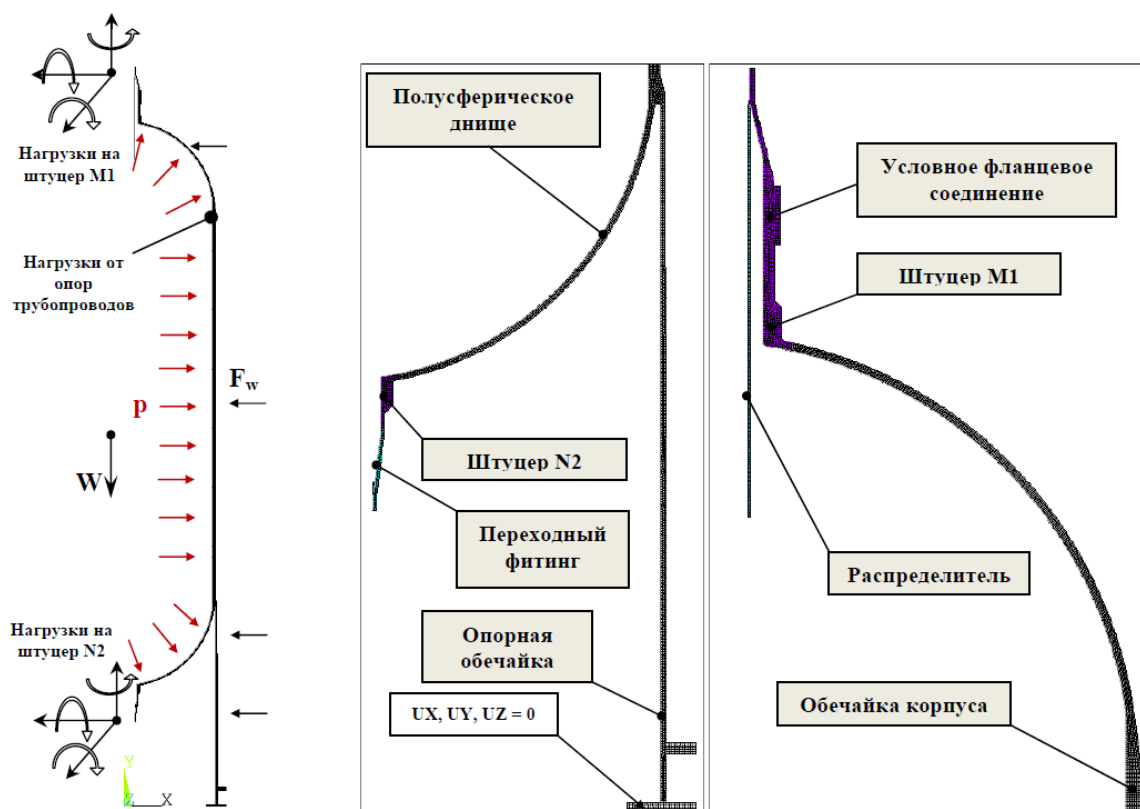 Нагрузки на
штуцер М1
Нагрузки от
опор
трубопроводов
Fw
p
W
Нагрузки на
штуцер N2
Y
Z
X
Полусферическое
днище
Штуцер N2
Переходный
фитинг
Опорная
обечайка
UX, UY, UZ = 0
Условное фланцевое
соединение
Штуцер М1
Распределитель
Обечайка корпуса